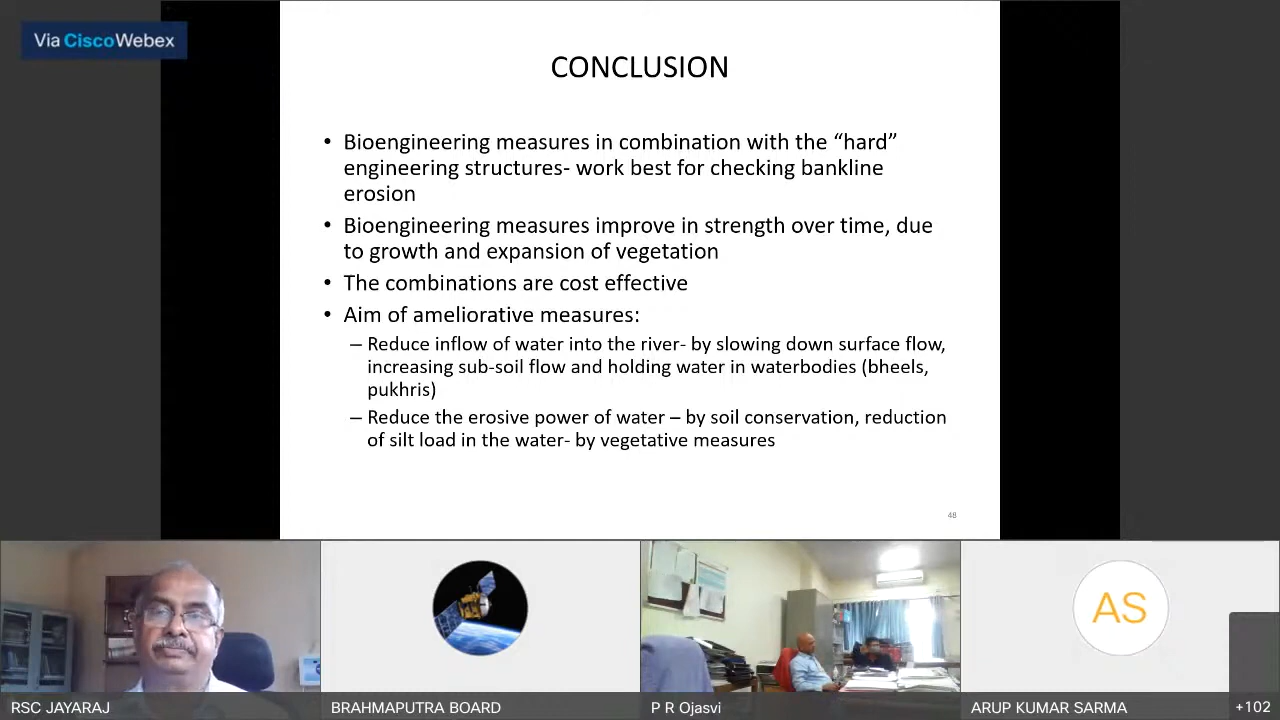 Via CiscoWebex
CONCLUSION
• Bioengineering measures in combination with the “hard”
engineering structures- work best for checking bankline
erosion
• Bioengineering measures improve in strength over time, due
to growth and expansion of vegetation
• The combinations are cost effective
• Aim of ameliorative measures:
– Reduce inflow of water into the river- by slowing down surface flow,
increasing sub-soil flow and holding water in waterbodies (bheels,
pukhris)
– Reduce the erosive power of water – by soil conservation, reduction
of silt load in the water- by vegetative measures
48
AS
RSC JAYARAJ
BRAHMAPUTRA BOARD
P R Ojasvi
ARUP KUMAR SARMA
+102